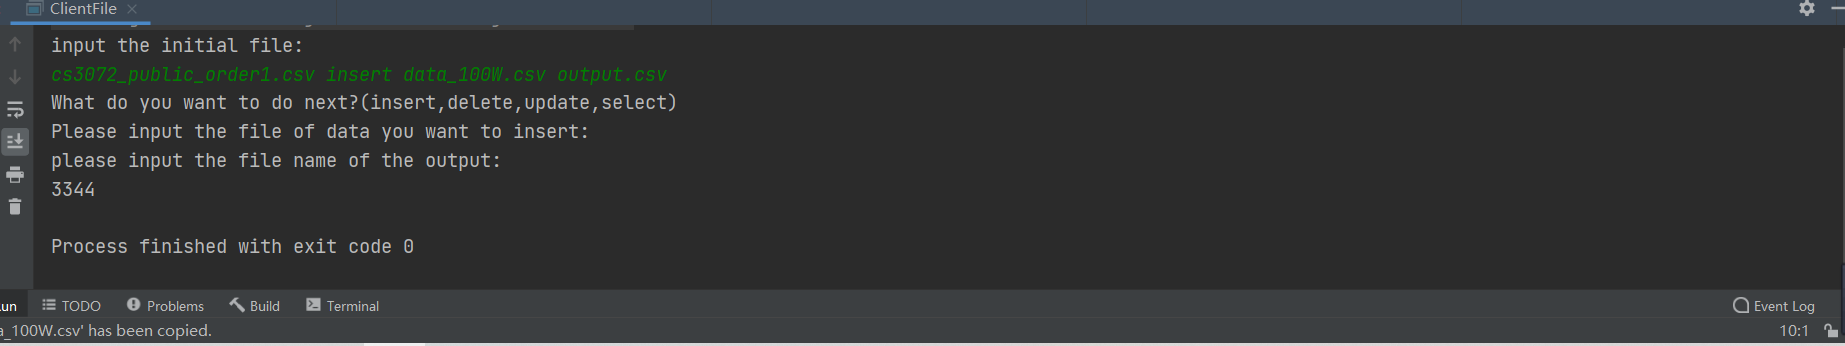 ClientFile
input the initial file:
cs3072_public_order1.csv insert data_100W.csv output.csv
What do you want to do next?(insert,delete,update,select)
Please input the file of data you want to insert:
please input the file name of the output:
3344
Process finished with exit code 0
un TODO Problems Build Terminal Event Log
a_100W.csv' has been copied. 10:1